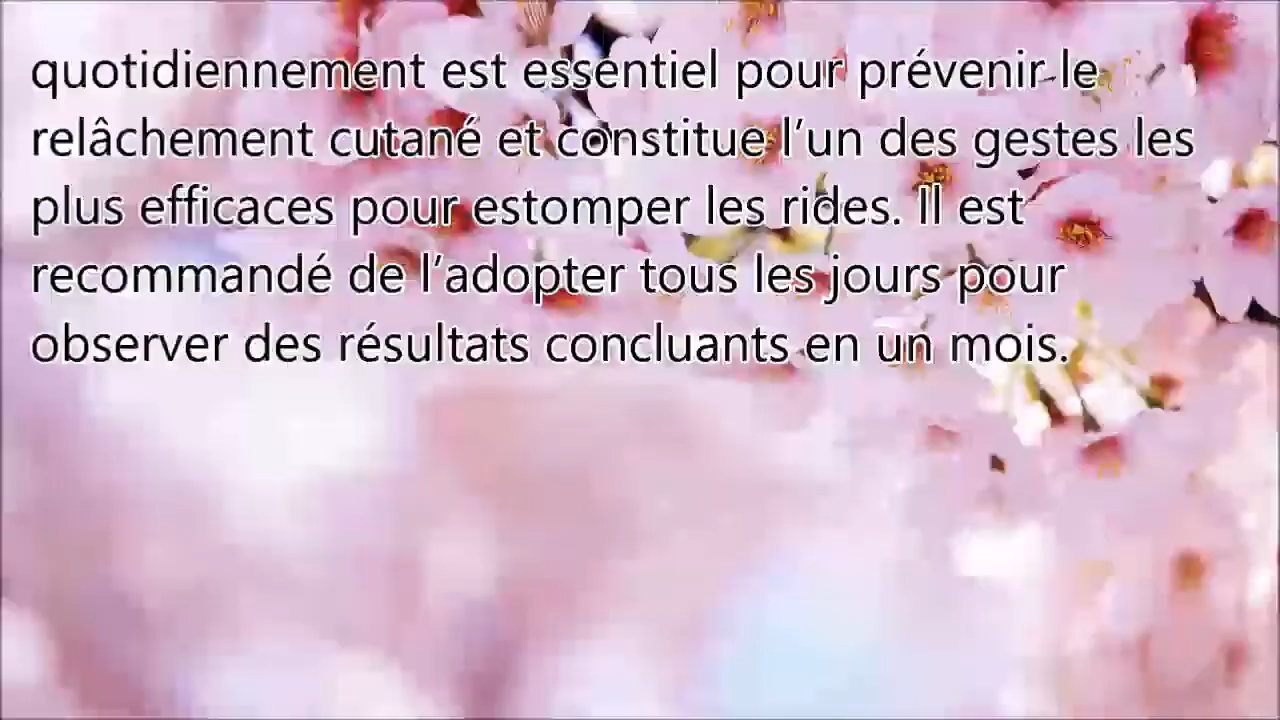 quotidiennement est essentiel pour prévenir le
relâchement cutané et constitue l’un des gestes les
plus efficaces pour estomper les rides. Il est
recommandé de l’adopter tous les jours pour
observer des résultats concluants en un mois.